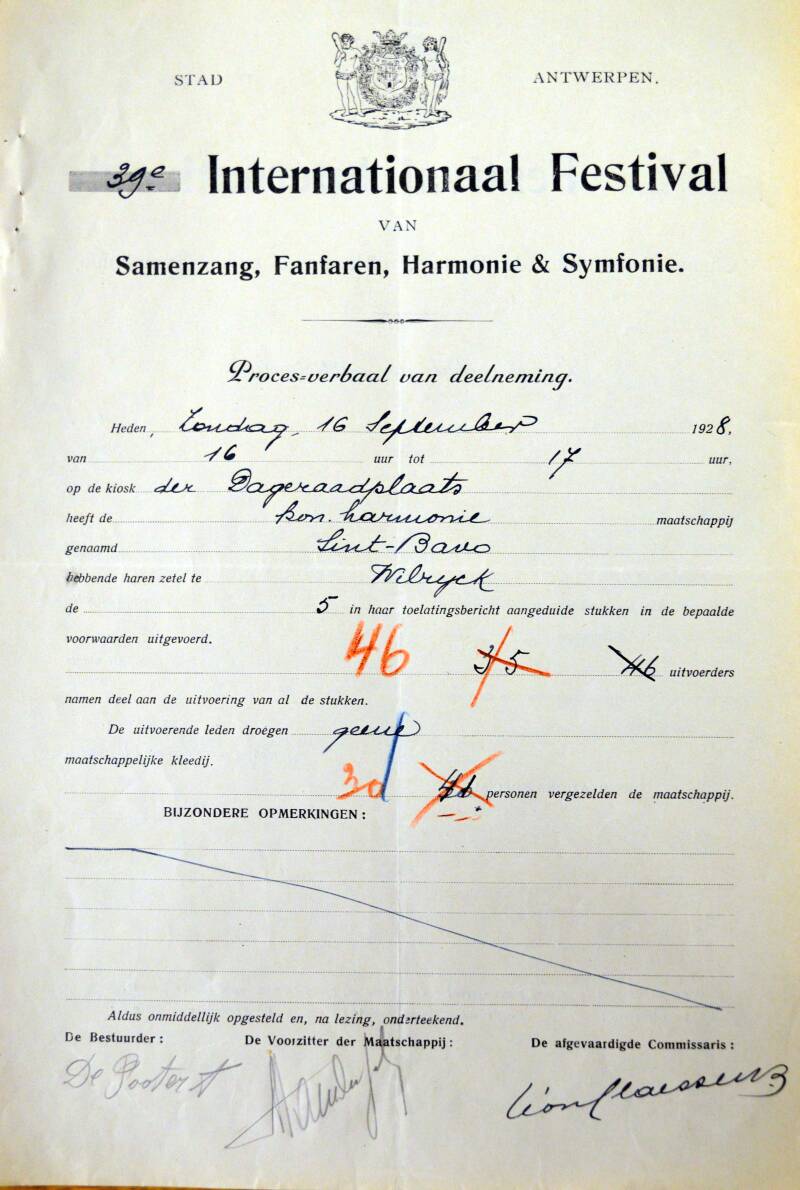 STAD ANTWERPEN.
39e Internationaal Festival
VAN
Samenzang, Fanfaren, Harmonie & Symfonie.
Proces=verbaal van deelneming.
Heden, Zondag, 16 September 1928,
van 16 uur tot 17 uur,
op de kiosk der Dageraadplaats
heeft de kon. harmonie maatschappij
genaamd Sint-Bavo
hebbende haren zetel te Wilryck
de 5 in haar toelatingsbericht aangeduide stukken in de bepaalde
voorwaarden uitgevoerd.
46 35 46 uitvoerders
namen deel aan de uitvoering van al de stukken.
De uitvoerende leden droegen geene
maatschappelijke kleedij.
30 personen vergezelden de maatschappij.
BIJZONDERE OPMERKINGEN:
Aldus onmiddellijk opgesteld en, na lezing, onderteekend.
De Bestuurder: De Voorzitter der Maatschappij: De afgevaardigde Commissaris:
De Pooter Léon Claessens